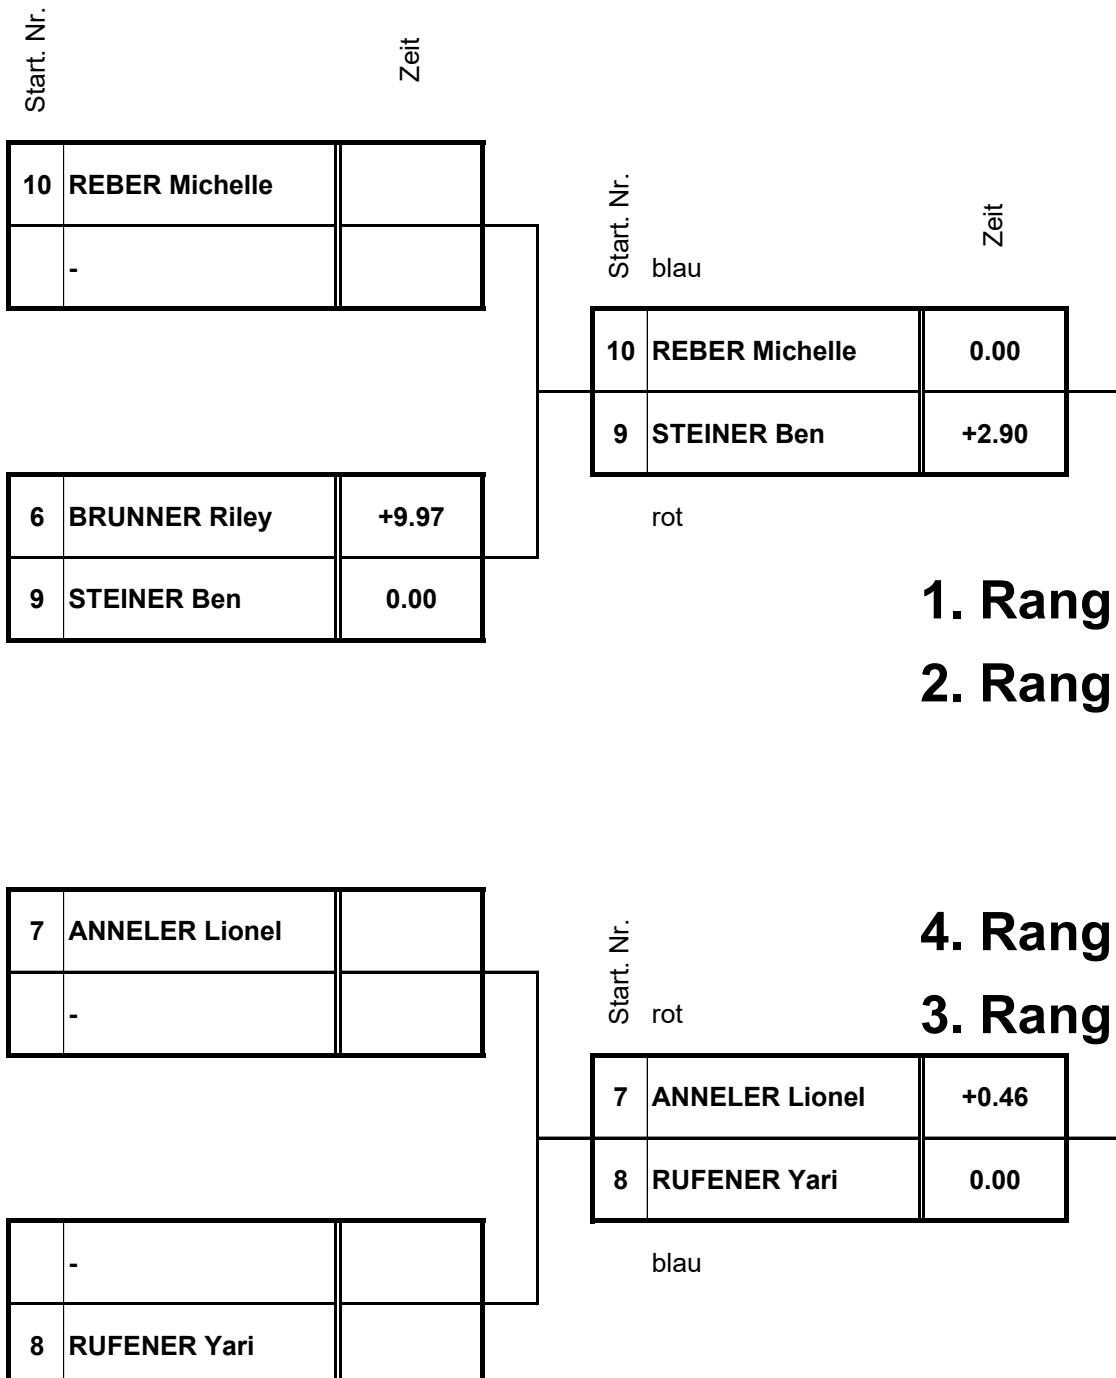 Start. Nr.
Zeit
10 REBER Michelle
-
Start. Nr.
blau
Zeit
10 REBER Michelle 0.00
9 STEINER Ben +2.90
rot
6 BRUNNER Riley +9.97
9 STEINER Ben 0.00
1. Rang
2. Rang
7 ANNELER Lionel
-
4. Rang
3. Rang
Start. Nr.
rot
7 ANNELER Lionel +0.46
8 RUFENER Yari 0.00
blau
-
8 RUFENER Yari